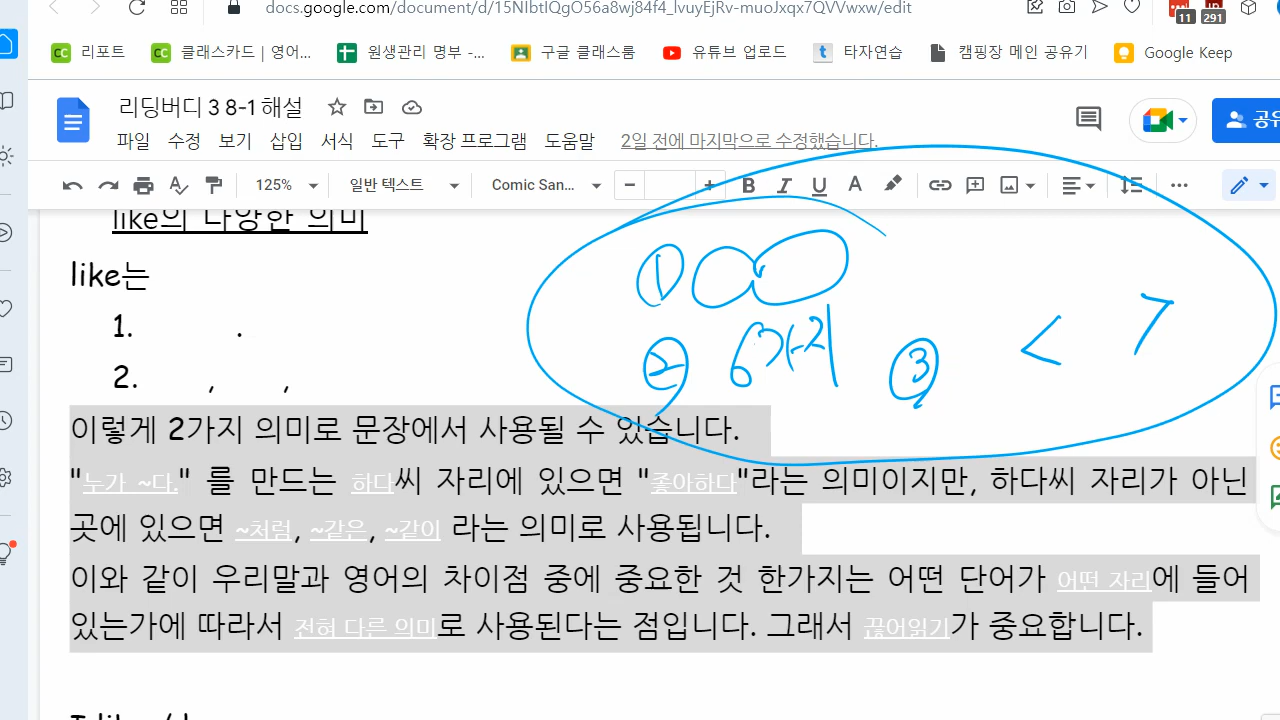 docs.google.com/document/d/15NIbtIQgO56a8wj84f4_lvuyEjRv-muoJxqx7QVVwxw/edit
11 291
리포트 클래스카드 | 영어... 원생관리 명부 -... 구글 클래스룸 유튜브 업로드 타자연습 캠핑장 메인 공유기 Google Keep
리딩버디 3 8-1 해설
공유
파일 수정 보기 삽입 서식 도구 확장 프로그램 도움말 2일 전에 마지막으로 수정했습니다.
125% 일반 텍스트 Comic San... − + B I U A
like의 다양한 의미
like는
1. .
2. , ,
① 
② ③ < 7
이렇게 2가지 의미로 문장에서 사용될 수 있습니다.
"누가 ~다." 를 만드는 하다씨 자리에 있으면 "좋아하다"라는 의미이지만, 하다씨 자리가 아닌
곳에 있으면 ~처럼, ~같은, ~같이 라는 의미로 사용됩니다.
이와 같이 우리말과 영어의 차이점 중에 중요한 것 한가지는 어떤 단어가 어떤 자리에 들어
있는가에 따라서 전혀 다른 의미로 사용된다는 점입니다. 그래서 끊어읽기가 중요합니다.